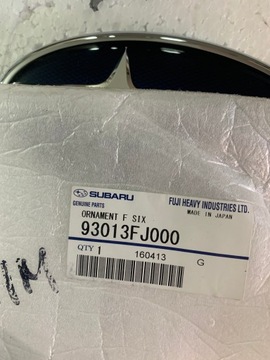 SUBARU
GENUINE PARTS
FUJI HEAVY INDUSTRIES LTD.
MADE IN JAPAN
ORNAMENT F SIX
93013FJ000
QTY 1
160413
G